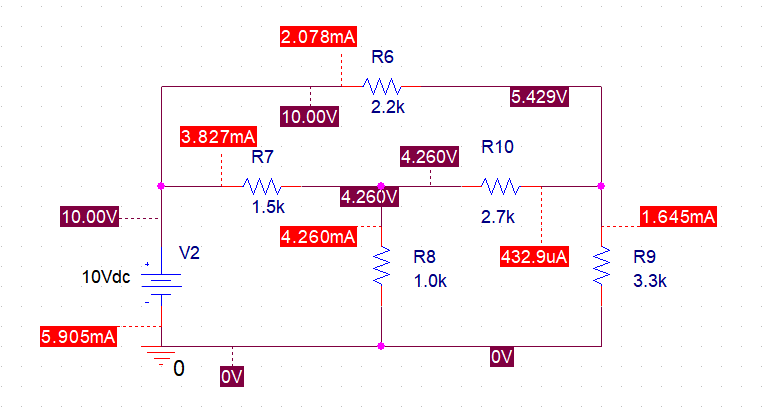 2.078mA
R6
2.2k
5.429V
10.00V
3.827mA
R7
1.5k
4.260V
R10
2.7k
4.260V
10.00V
4.260mA
1.645mA
V2
10Vdc
R8
1.0k
432.9uA
R9
3.3k
5.905mA
0
0V
0V